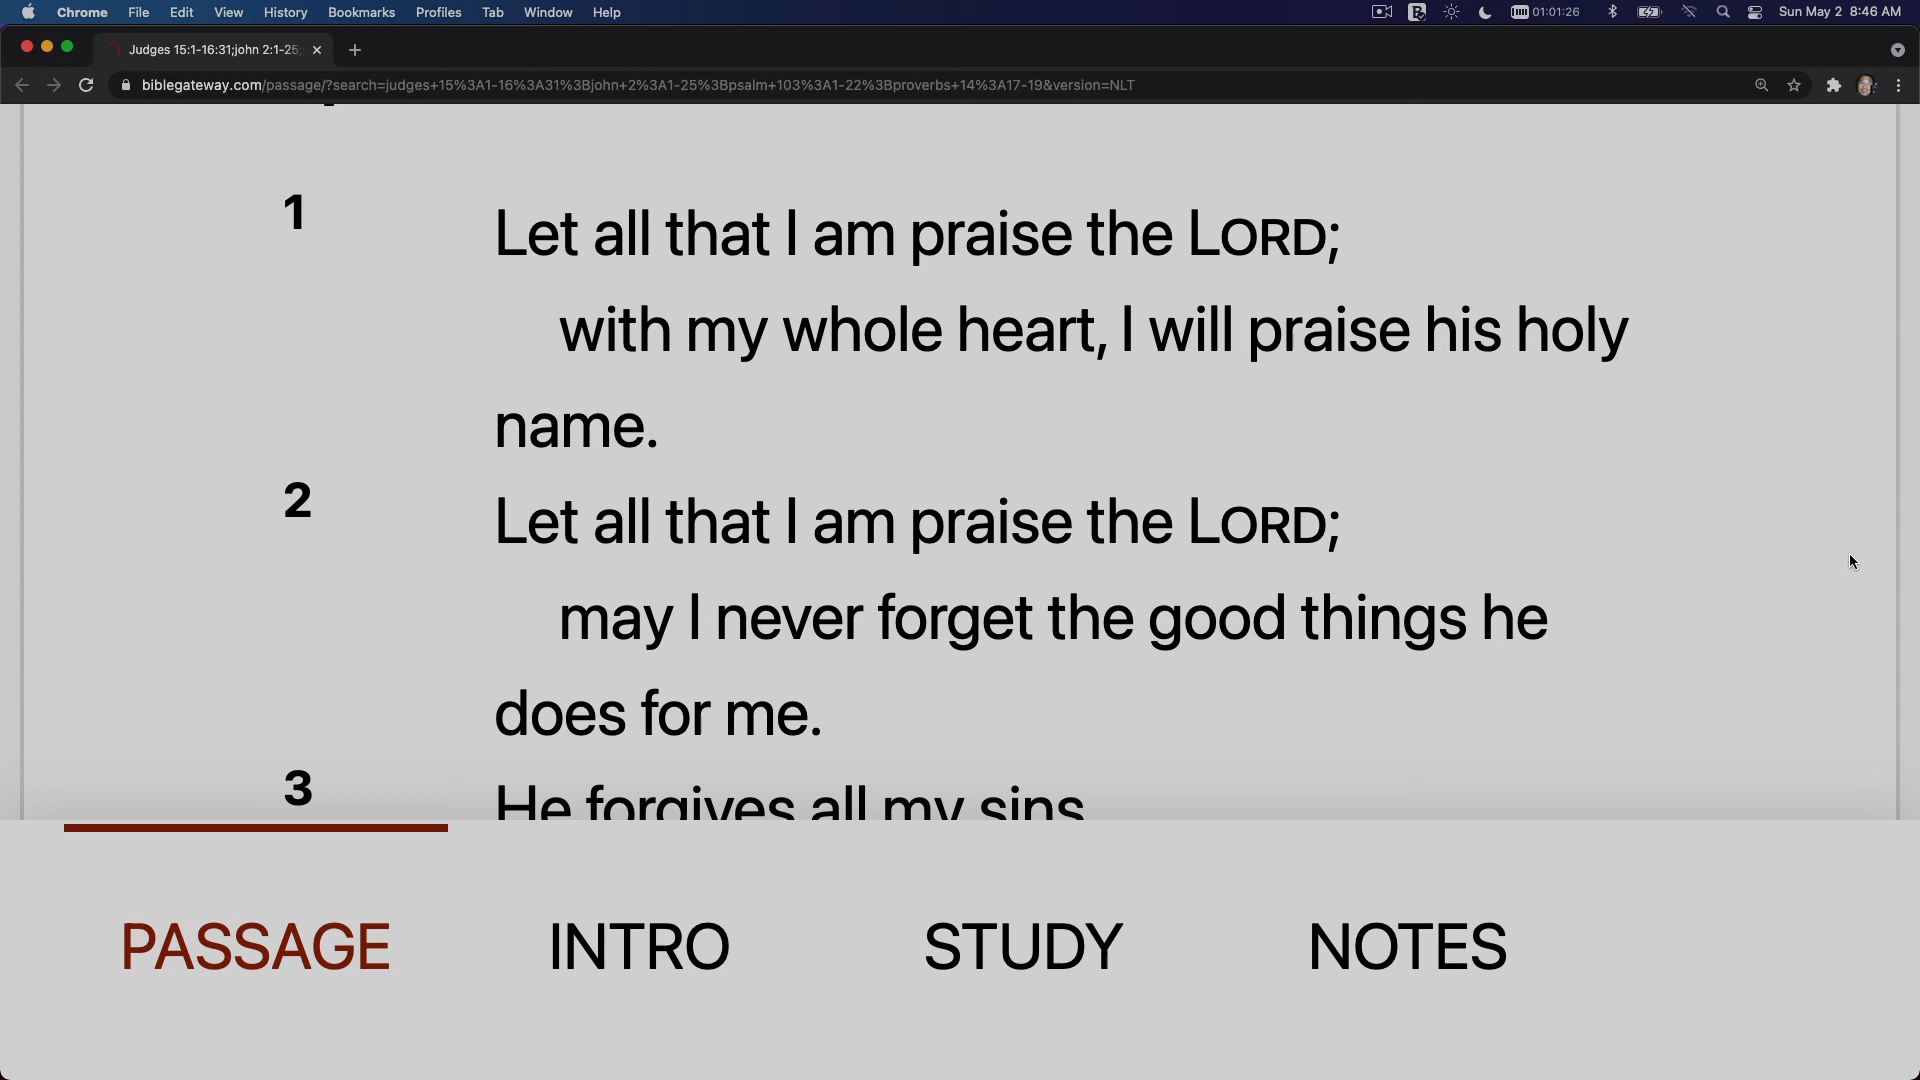 Chrome File Edit View History Bookmarks Profiles Tab Window Help 01:01:26 Sun May 2 8:46 AM
Judges 15:1-16:31;john 2:1-25;
biblegateway.com/passage/?search=judges+15%3A1-16%3A31%3Bjohn+2%3A1-25%3Bpsalm+103%3A1-22%3Bproverbs+14%3A17-19&version=NLT
1 Let all that I am praise the LORD;
with my whole heart, I will praise his holy
name.
2 Let all that I am praise the LORD;
may I never forget the good things he
does for me.
3 He forgives all my sins
PASSAGE INTRO STUDY NOTES